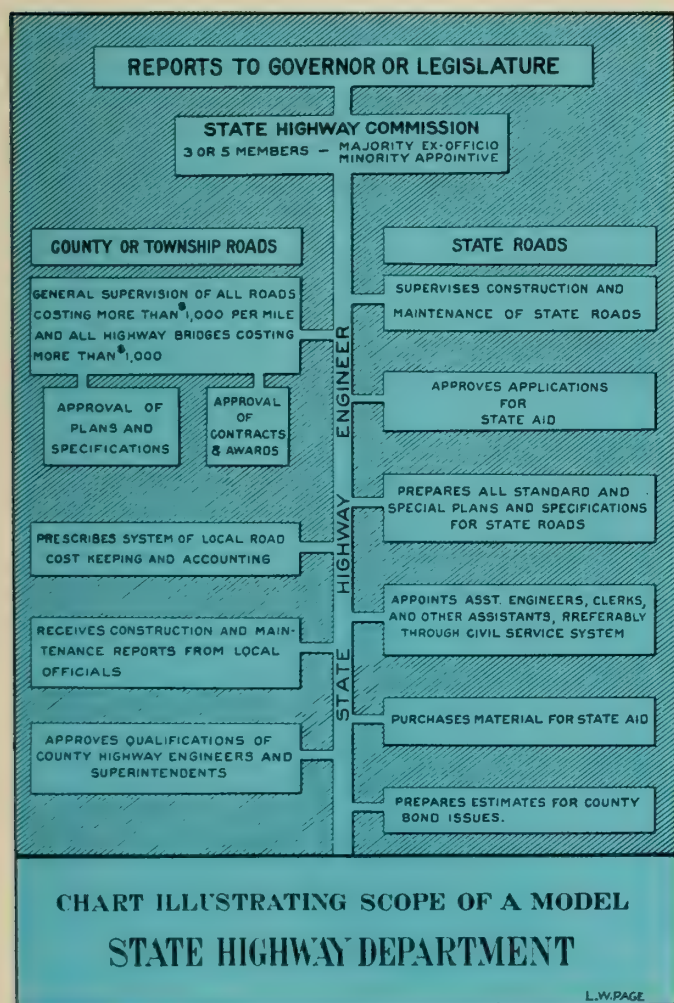 REPORTS TO GOVERNOR OR LEGISLATURE
STATE HIGHWAY COMMISSION
3 OR 5 MEMBERS — MAJORITY EX-OFFICIO
MINORITY APPOINTIVE
COUNTY OR TOWNSHIP ROADS
GENERAL SUPERVISION OF ALL ROADS
COSTING MORE THAN $1,000 PER MILE
AND ALL HIGHWAY BRIDGES COSTING
MORE THAN $1,000
APPROVAL OF
PLANS AND
SPECIFICATIONS
APPROVAL
OF
CONTRACTS
& AWARDS
PRESCRIBES SYSTEM OF LOCAL ROAD
COST KEEPING AND ACCOUNTING
RECEIVES CONSTRUCTION AND MAIN-
TENANCE REPORTS FROM LOCAL
OFFICIALS
APPROVES QUALIFICATIONS OF
COUNTY HIGHWAY ENGINEERS AND
SUPERINTENDENTS
STATE HIGHWAY ENGINEER
STATE ROADS
SUPERVISES CONSTRUCTION AND
MAINTENANCE OF STATE ROADS
APPROVES APPLICATIONS
FOR
STATE AID
PREPARES ALL STANDARD AND
SPECIAL PLANS AND SPECIFICATIONS
FOR STATE ROADS
APPOINTS ASST. ENGINEERS, CLERKS,
AND OTHER ASSISTANTS, RREFERABLY
THROUGH CIVIL SERVICE SYSTEM
PURCHASES MATERIAL FOR STATE AID
PREPARES ESTIMATES FOR COUNTY
BOND ISSUES.
CHART ILLUSTRATING SCOPE OF A MODEL
STATE HIGHWAY DEPARTMENT
L.W.PAGE